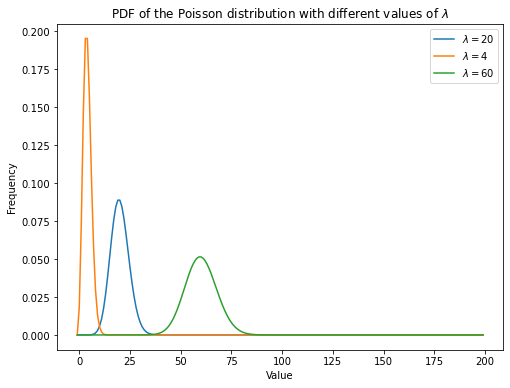 PDF of the Poisson distribution with different values of λ
λ = 20
λ = 4
λ = 60
Frequency
0.200
0.175
0.150
0.125
0.100
0.075
0.050
0.025
0.000
0 25 50 75 100 125 150 175 200
Value